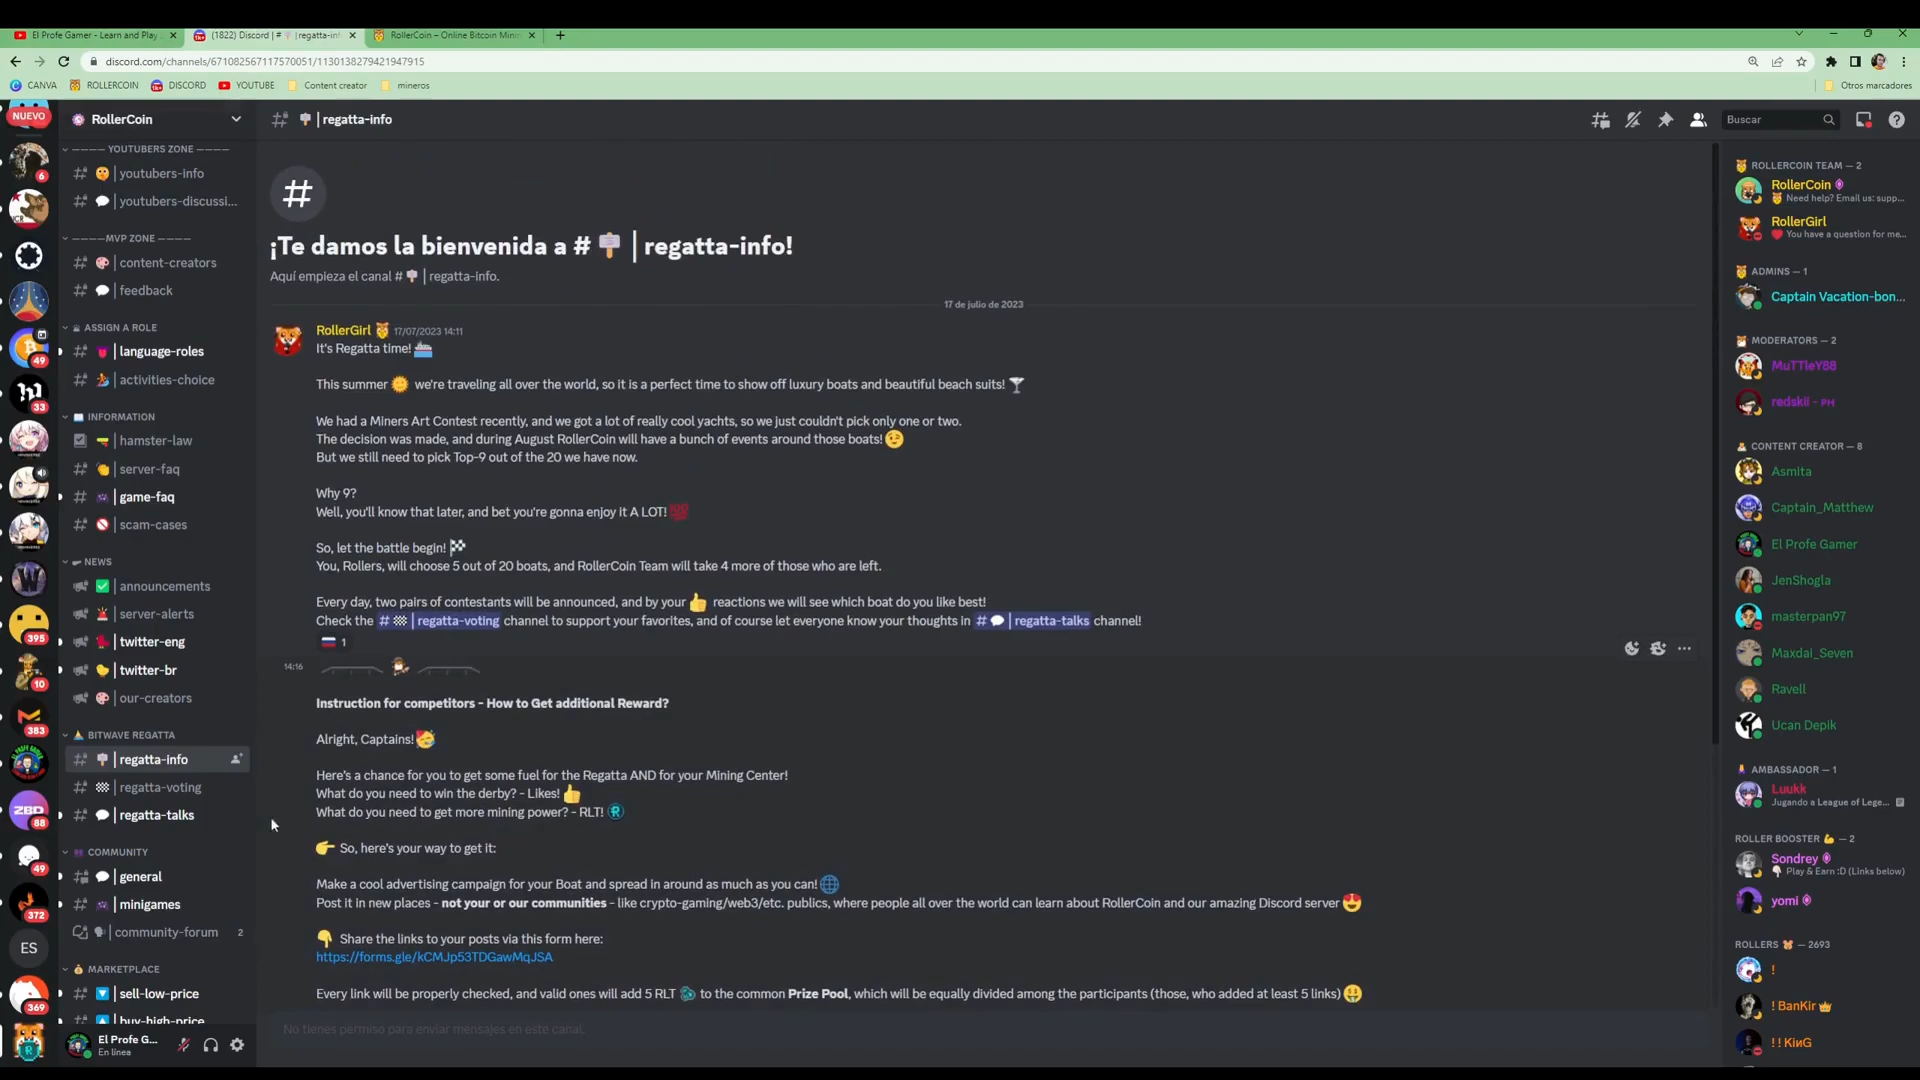 El Profe Gamer - Learn and Play
(1822) Discord | # | regatta-inf
RollerCoin – Online Bitcoin Minin
discord.com/channels/671082567117570051/1130138279421947915
CANVA
ROLLERCOIN
DISCORD
YOUTUBE
Content creator
mineros
Otros marcadores
NUEVO
6
49
33
395
10
383
88
49
372
ES
369
RollerCoin
———— YOUTUBERS ZONE ————
youtubers-info
youtubers-discussi...
————MVP ZONE ————
content-creators
feedback
ASSIGN A ROLE
language-roles
activities-choice
INFORMATION
hamster-law
server-faq
game-faq
scam-cases
NEWS
announcements
server-alerts
twitter-eng
twitter-br
our-creators
BITWAVE REGATTA
regatta-info
regatta-voting
regatta-talks
COMMUNITY
general
minigames
community-forum 2
MARKETPLACE
sell-low-price
buy-high-price
El Profe G...
En línea
| regatta-info
Buscar
¡Te damos la bienvenida a # | regatta-info!
Aquí empieza el canal # | regatta-info.
17 de julio de 2023
RollerGirl 17/07/2023 14:11
It's Regatta time!
This summer we're traveling all over the world, so it is a perfect time to show off luxury boats and beautiful beach suits!
We had a Miners Art Contest recently, and we got a lot of really cool yachts, so we just couldn't pick only one or two.
The decision was made, and during August RollerCoin will have a bunch of events around those boats!
But we still need to pick Top-9 out of the 20 we have now.
Why 9?
Well, you'll know that later, and bet you're gonna enjoy it A LOT!
So, let the battle begin!
You, Rollers, will choose 5 out of 20 boats, and RollerCoin Team will take 4 more of those who are left.
Every day, two pairs of contestants will be announced, and by your reactions we will see which boat do you like best!
Check the # | regatta-voting channel to support your favorites, and of course let everyone know your thoughts in # | regatta-talks channel!
1
14:16
Instruction for competitors - How to Get additional Reward?
Alright, Captains!
Here's a chance for you to get some fuel for the Regatta AND for your Mining Center!
What do you need to win the derby? - Likes!
What do you need to get more mining power? - RLT!
So, here's your way to get it:
Make a cool advertising campaign for your Boat and spread in around as much as you can!
Post it in new places - not your or our communities - like crypto-gaming/web3/etc. publics, where people all over the world can learn about RollerCoin and our amazing Discord server
Share the links to your posts via this form here:
https://forms.gle/kCMJp53TDGawMqJSA
Every link will be properly checked, and valid ones will add 5 RLT to the common Prize Pool, which will be equally divided among the participants (those, who added at least 5 links)
No tienes permiso para enviar mensajes en este canal.
ROLLERCOIN TEAM — 2
RollerCoin
Need help? Email us: supp...
RollerGirl
You have a question for me...
ADMINS — 1
Captain Vacation-bon...
MODERATORS — 2
MuTTleY88
redskii - PH
CONTENT CREATOR — 8
AsmIta
Captain_Matthew
El Profe Gamer
JenShogla
masterpan97
Maxdai_Seven
Ravell
Ucan Depik
AMBASSADOR — 1
Luukk
Jugando a League of Lege...
ROLLER BOOSTER — 2
Sondrey
Play & Earn :D (Links below)
yomi
ROLLERS — 2693
!
! BanKir
! ! KииG